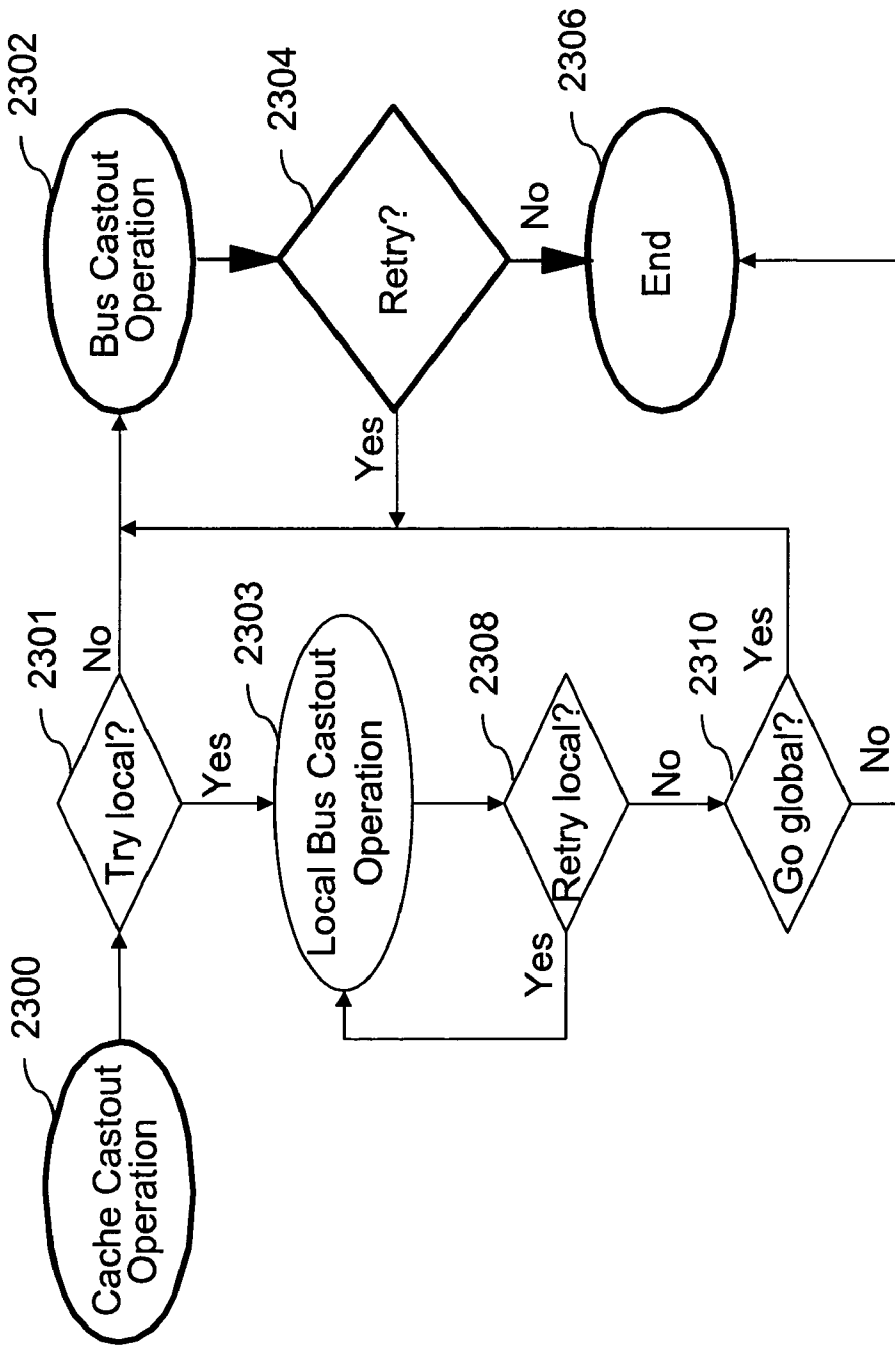 2300
Cache Castout
Operation
2301
Try local?
No
Yes
2302
Bus Castout
Operation
2303
Local Bus Castout
Operation
2304
Retry?
Yes
No
2308
Retry local?
Yes
No
2306
End
2310
Go global?
Yes
No